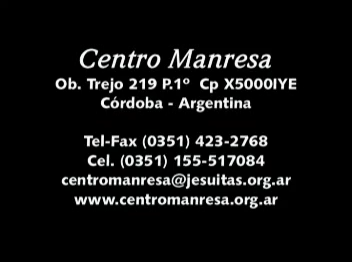 Centro Manresa
Ob. Trejo 219 P.1º Cp X5000IYE
Córdoba - Argentina
Tel-Fax (0351) 423-2768
Cel. (0351) 155-517084
centromanresa@jesuitas.org.ar
www.centromanresa.org.ar